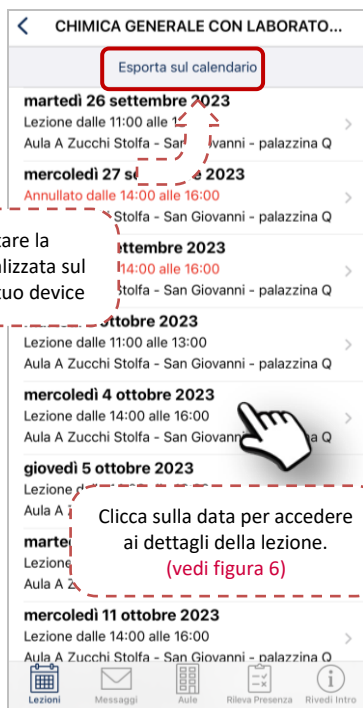 CHIMICA GENERALE CON LABORATO...
Esporta sul calendario
martedì 26 settembre 2023
Lezione dalle 11:00 alle
Aula A Zucchi Stolfa - San Giovanni - palazzina Q
mercoledì 27 settembre 2023
Annullato dalle 14:00 alle 16:00
Stolfa - San Giovanni - palazzina Q
settembre 2023
14:00 alle 16:00
Stolfa - San Giovanni - palazzina Q
tare la
alizzata sul
tuo device
ottobre 2023
Lezione dalle 11:00 alle 13:00
Aula A Zucchi Stolfa - San Giovanni - palazzina Q
mercoledì 4 ottobre 2023
Lezione dalle 14:00 alle 16:00
Aula A Zucchi Stolfa - San Giovanni - palazzina Q
giovedì 5 ottobre 2023
Lezione
Aula A
Clicca sulla data per accedere
ai dettagli della lezione.
(vedi figura 6)
marte
Lezione
Aula A Z
mercoledì 11 ottobre 2023
Lezione dalle 14:00 alle 16:00
Aula A Zucchi Stolfa - San Giovanni - palazzina Q
Lezioni
Messaggi
Aule
Rileva Presenza
Rivedi Intro